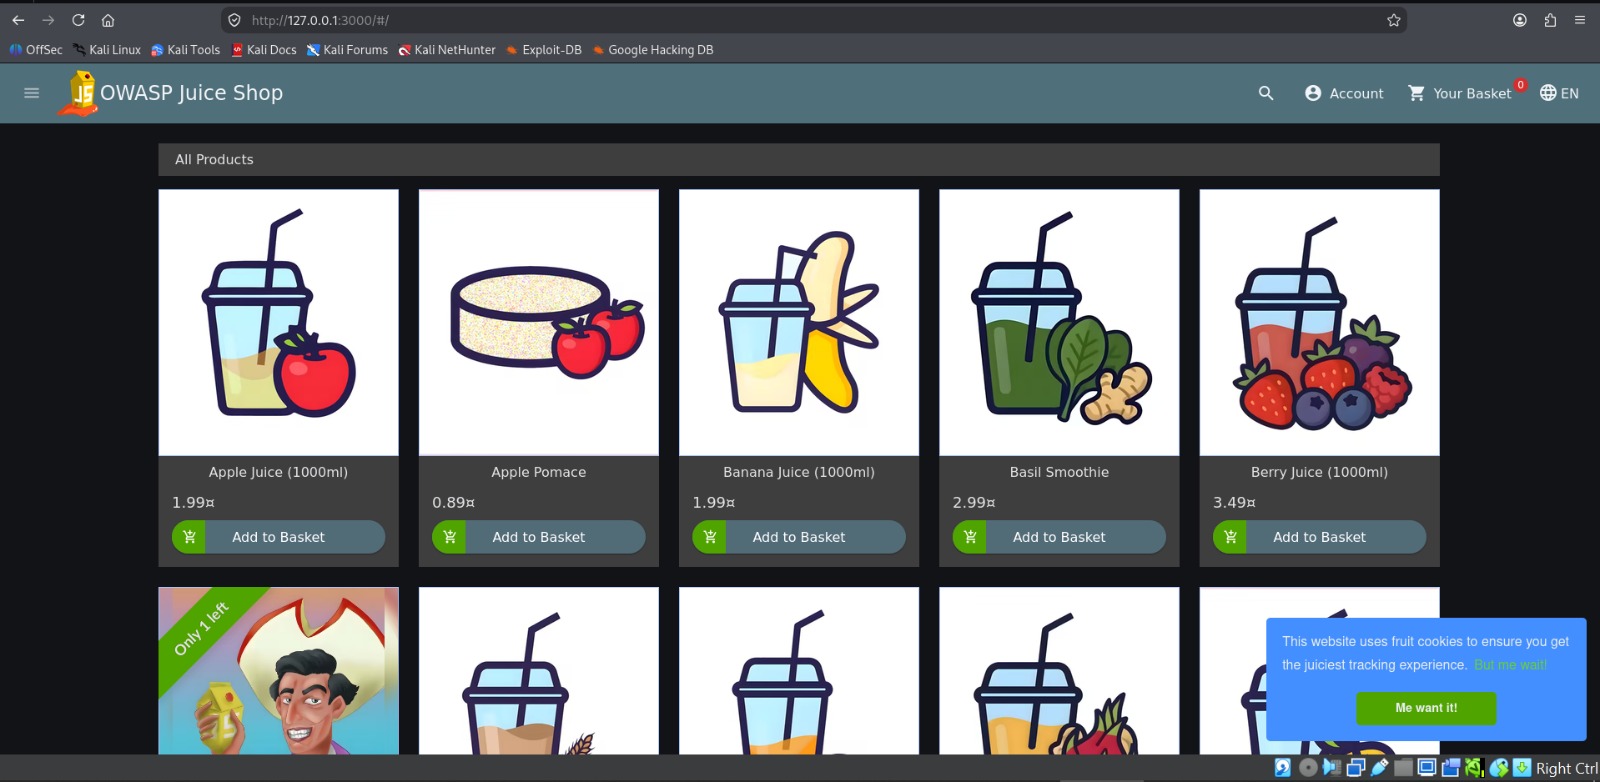 http://127.0.0.1:3000/#/
OffSec Kali Linux Kali Tools Kali Docs Kali Forums Kali NetHunter Exploit-DB Google Hacking DB
JS OWASP Juice Shop Account Your Basket 0 EN
All Products
Apple Juice (1000ml) Apple Pomace Banana Juice (1000ml) Basil Smoothie Berry Juice (1000ml)
1.99¤ 0.89¤ 1.99¤ 2.99¤ 3.49¤
Add to Basket Add to Basket Add to Basket Add to Basket Add to Basket
Only 1 left
This website uses fruit cookies to ensure you get
the juiciest tracking experience. But me wait!
Me want it!
Right Ctrl